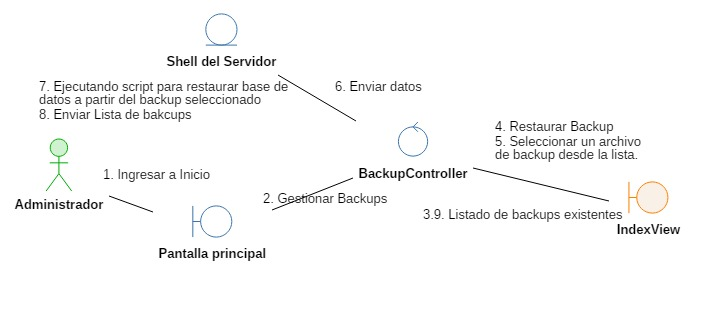 Shell del Servidor
7. Ejecutando script para restaurar base de
datos a partir del backup seleccionado
8. Enviar Lista de bakcups
6. Enviar datos
4. Restaurar Backup
5. Seleccionar un archivo
de backup desde la lista.
BackupController
1. Ingresar a Inicio
Administrador
2. Gestionar Backups
3.9. Listado de backups existentes
IndexView
Pantalla principal